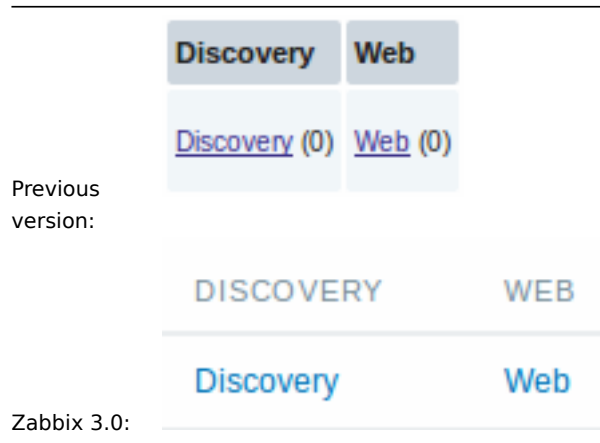 Discovery Web
Discovery (0) Web (0)
Previous
version:
DISCOVERY WEB
Discovery Web
Zabbix 3.0: